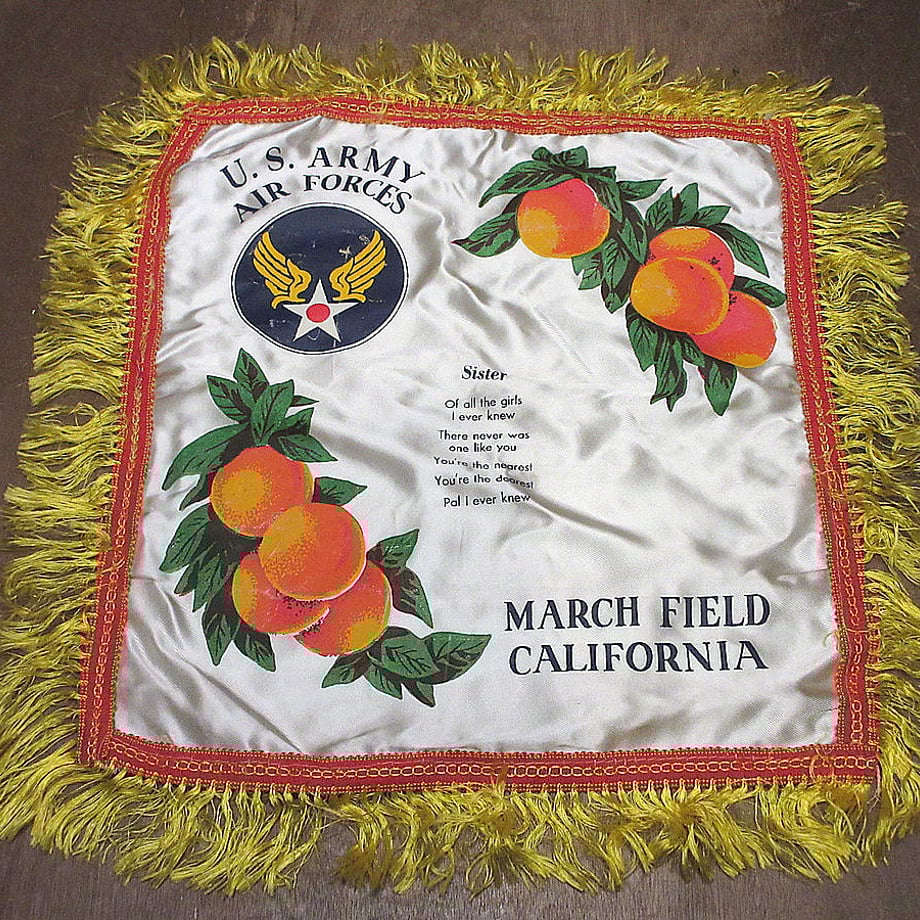 U.S. ARMY
AIR FORCES
Sister
Of all the girls
I ever knew
There never was
one like you
You're the nearest
You're the dearest
Pal I ever knew
MARCH FIELD
CALIFORNIA